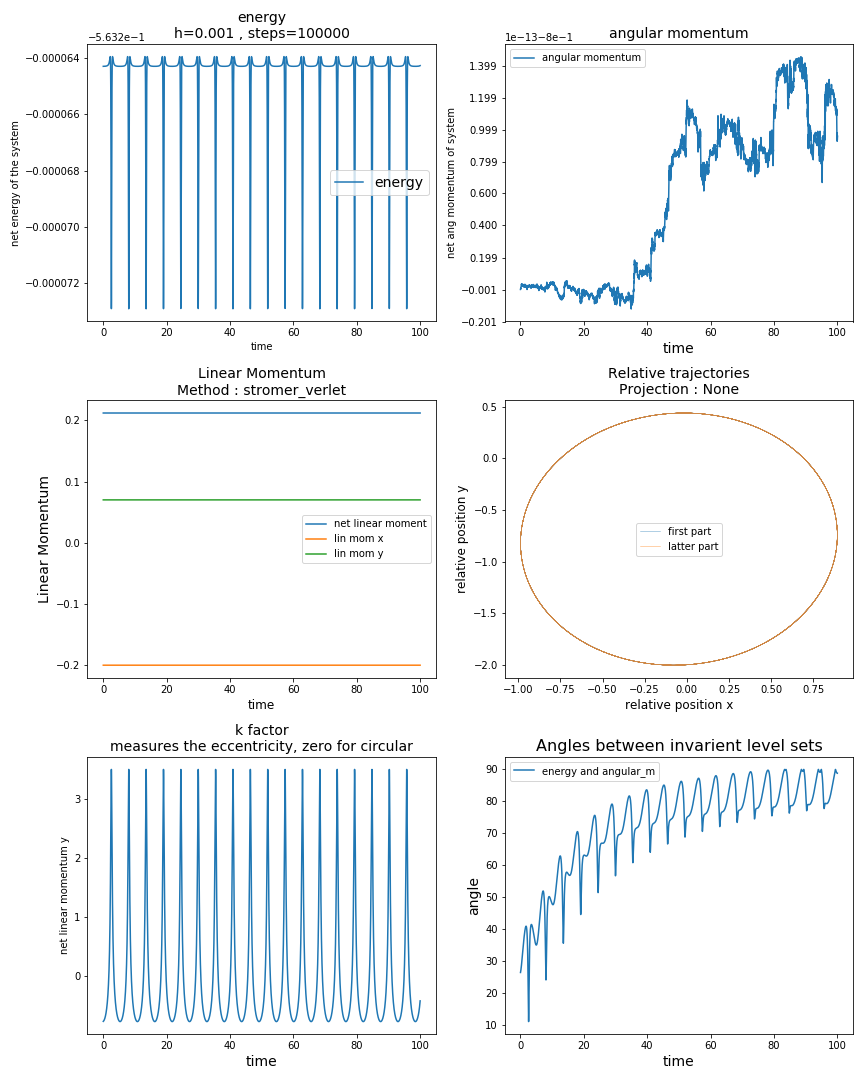 energy
h=0.001 , steps=100000
−5.632e−1
−0.000064
−0.000066
−0.000068
−0.000070
−0.000072
net energy of the system
energy
0 20 40 60 80 100
time
angular momentum
1e−13−8e−1
angular momentum
1.399
1.199
0.999
0.799
0.600
0.400
0.199
−0.001
−0.201
net ang momentum of system
0 20 40 60 80 100
time
Linear Momentum
Method : stromer_verlet
0.2
0.1
0.0
−0.1
−0.2
Linear Momentum
net linear moment
lin mom x
lin mom y
0 20 40 60 80 100
time
Relative trajectories
Projection : None
0.5
0.0
−0.5
−1.0
−1.5
−2.0
relative position y
first part
latter part
−1.00 −0.75 −0.50 −0.25 0.00 0.25 0.50 0.75
relative position x
k factor
measures the eccentricity, zero for circular
3
2
1
0
net linear momentum y
0 20 40 60 80 100
time
Angles between invarient level sets
energy and angular_m
90
80
70
60
50
40
30
20
10
angle
0 20 40 60 80 100
time